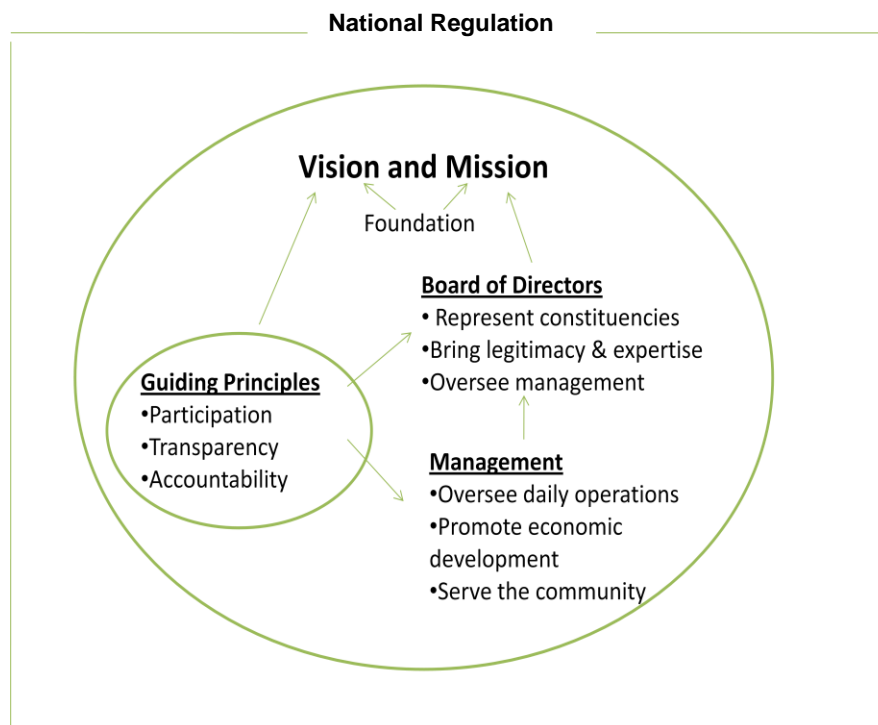 National Regulation
Vision and Mission
Foundation
Board of Directors
• Represent constituencies
•Bring legitimacy & expertise
•Oversee management
Guiding Principles
•Participation
•Transparency
•Accountability
Management
•Oversee daily operations
•Promote economic
development
•Serve the community